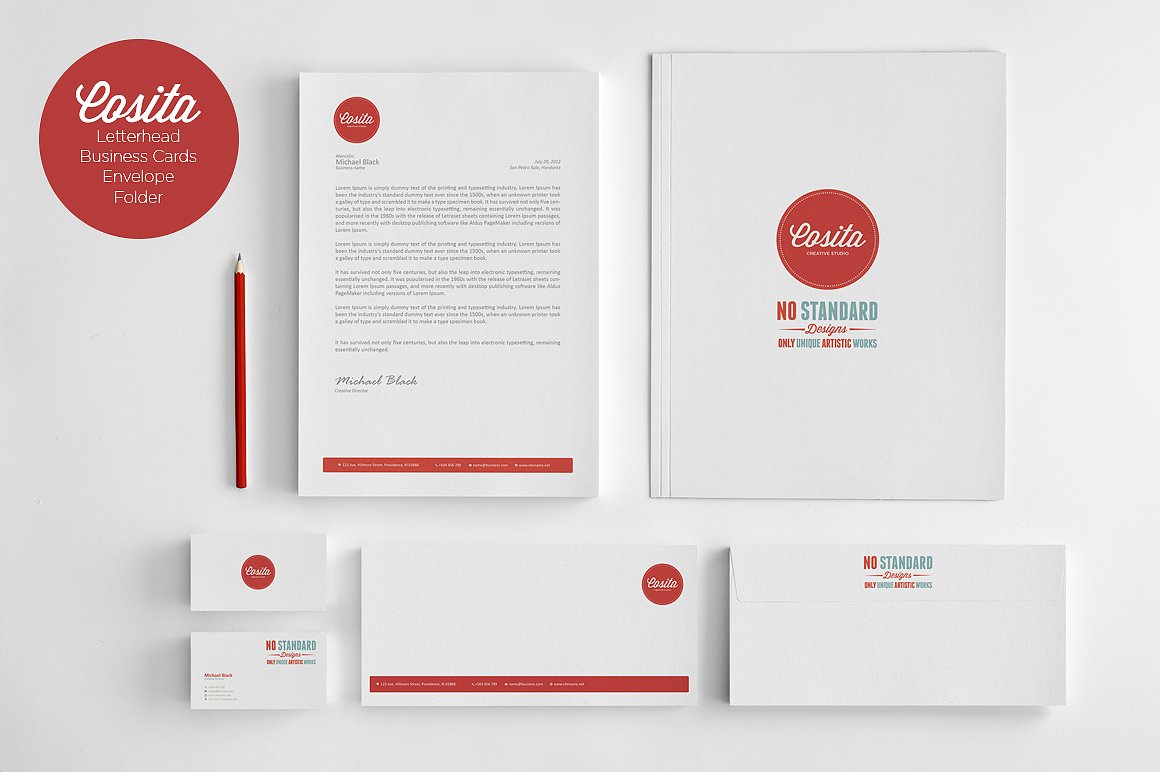 Cosita
Letterhead
Business Cards
Envelope
Folder
Cosita
CREATIVE STUDIO
Atención:
Michael Black
Business name
July 20, 2012
San Pedro Sula, Honduras
Lorem Ipsum is simply dummy text of the printing and typesetting industry. Lorem Ipsum has
been the industry's standard dummy text ever since the 1500s, when an unknown printer took
a galley of type and scrambled it to make a type specimen book. It has survived not only five cen-
turies, but also the leap into electronic typesetting, remaining essentially unchanged. It was
popularised in the 1960s with the release of Letraset sheets containing Lorem Ipsum passages,
and more recently with desktop publishing software like Aldus PageMaker including versions of
Lorem Ipsum.
Lorem Ipsum is simply dummy text of the printing and typesetting industry. Lorem Ipsum has
been the industry's standard dummy text ever since the 1500s, when an unknown printer took
a galley of type and scrambled it to make a type specimen book.
It has survived not only five centuries, but also the leap into electronic typesetting, remaining
essentially unchanged. It was popularised in the 1960s with the release of Letraset sheets con-
taining Lorem Ipsum passages, and more recently with desktop publishing software like Aldus
PageMaker including versions of Lorem Ipsum.
Lorem Ipsum is simply dummy text of the printing and typesetting industry. Lorem Ipsum has
been the industry's standard dummy text ever since the 1500s, when an unknown printer took
a galley of type and scrambled it to make a type specimen book.
It has survived not only five centuries, but also the leap into electronic typesetting, remaining
essentially unchanged.
Michael Black
Creative Director
123 Ave. Hillmore Street, Providence, RI 02888 +504 456 789 name@business.com www.sitename.net
Cosita
CREATIVE STUDIO
NO STANDARD
Designs
ONLY UNIQUE ARTISTIC WORKS
Cosita
NO STANDARD
Designs
ONLY UNIQUE ARTISTIC WORKS
Michael Black
Cosita
CREATIVE STUDIO
123 Ave. Hillmore Street, Providence, RI 02888 +504 456 789 name@business.com www.sitename.net
NO STANDARD
Designs
ONLY UNIQUE ARTISTIC WORKS